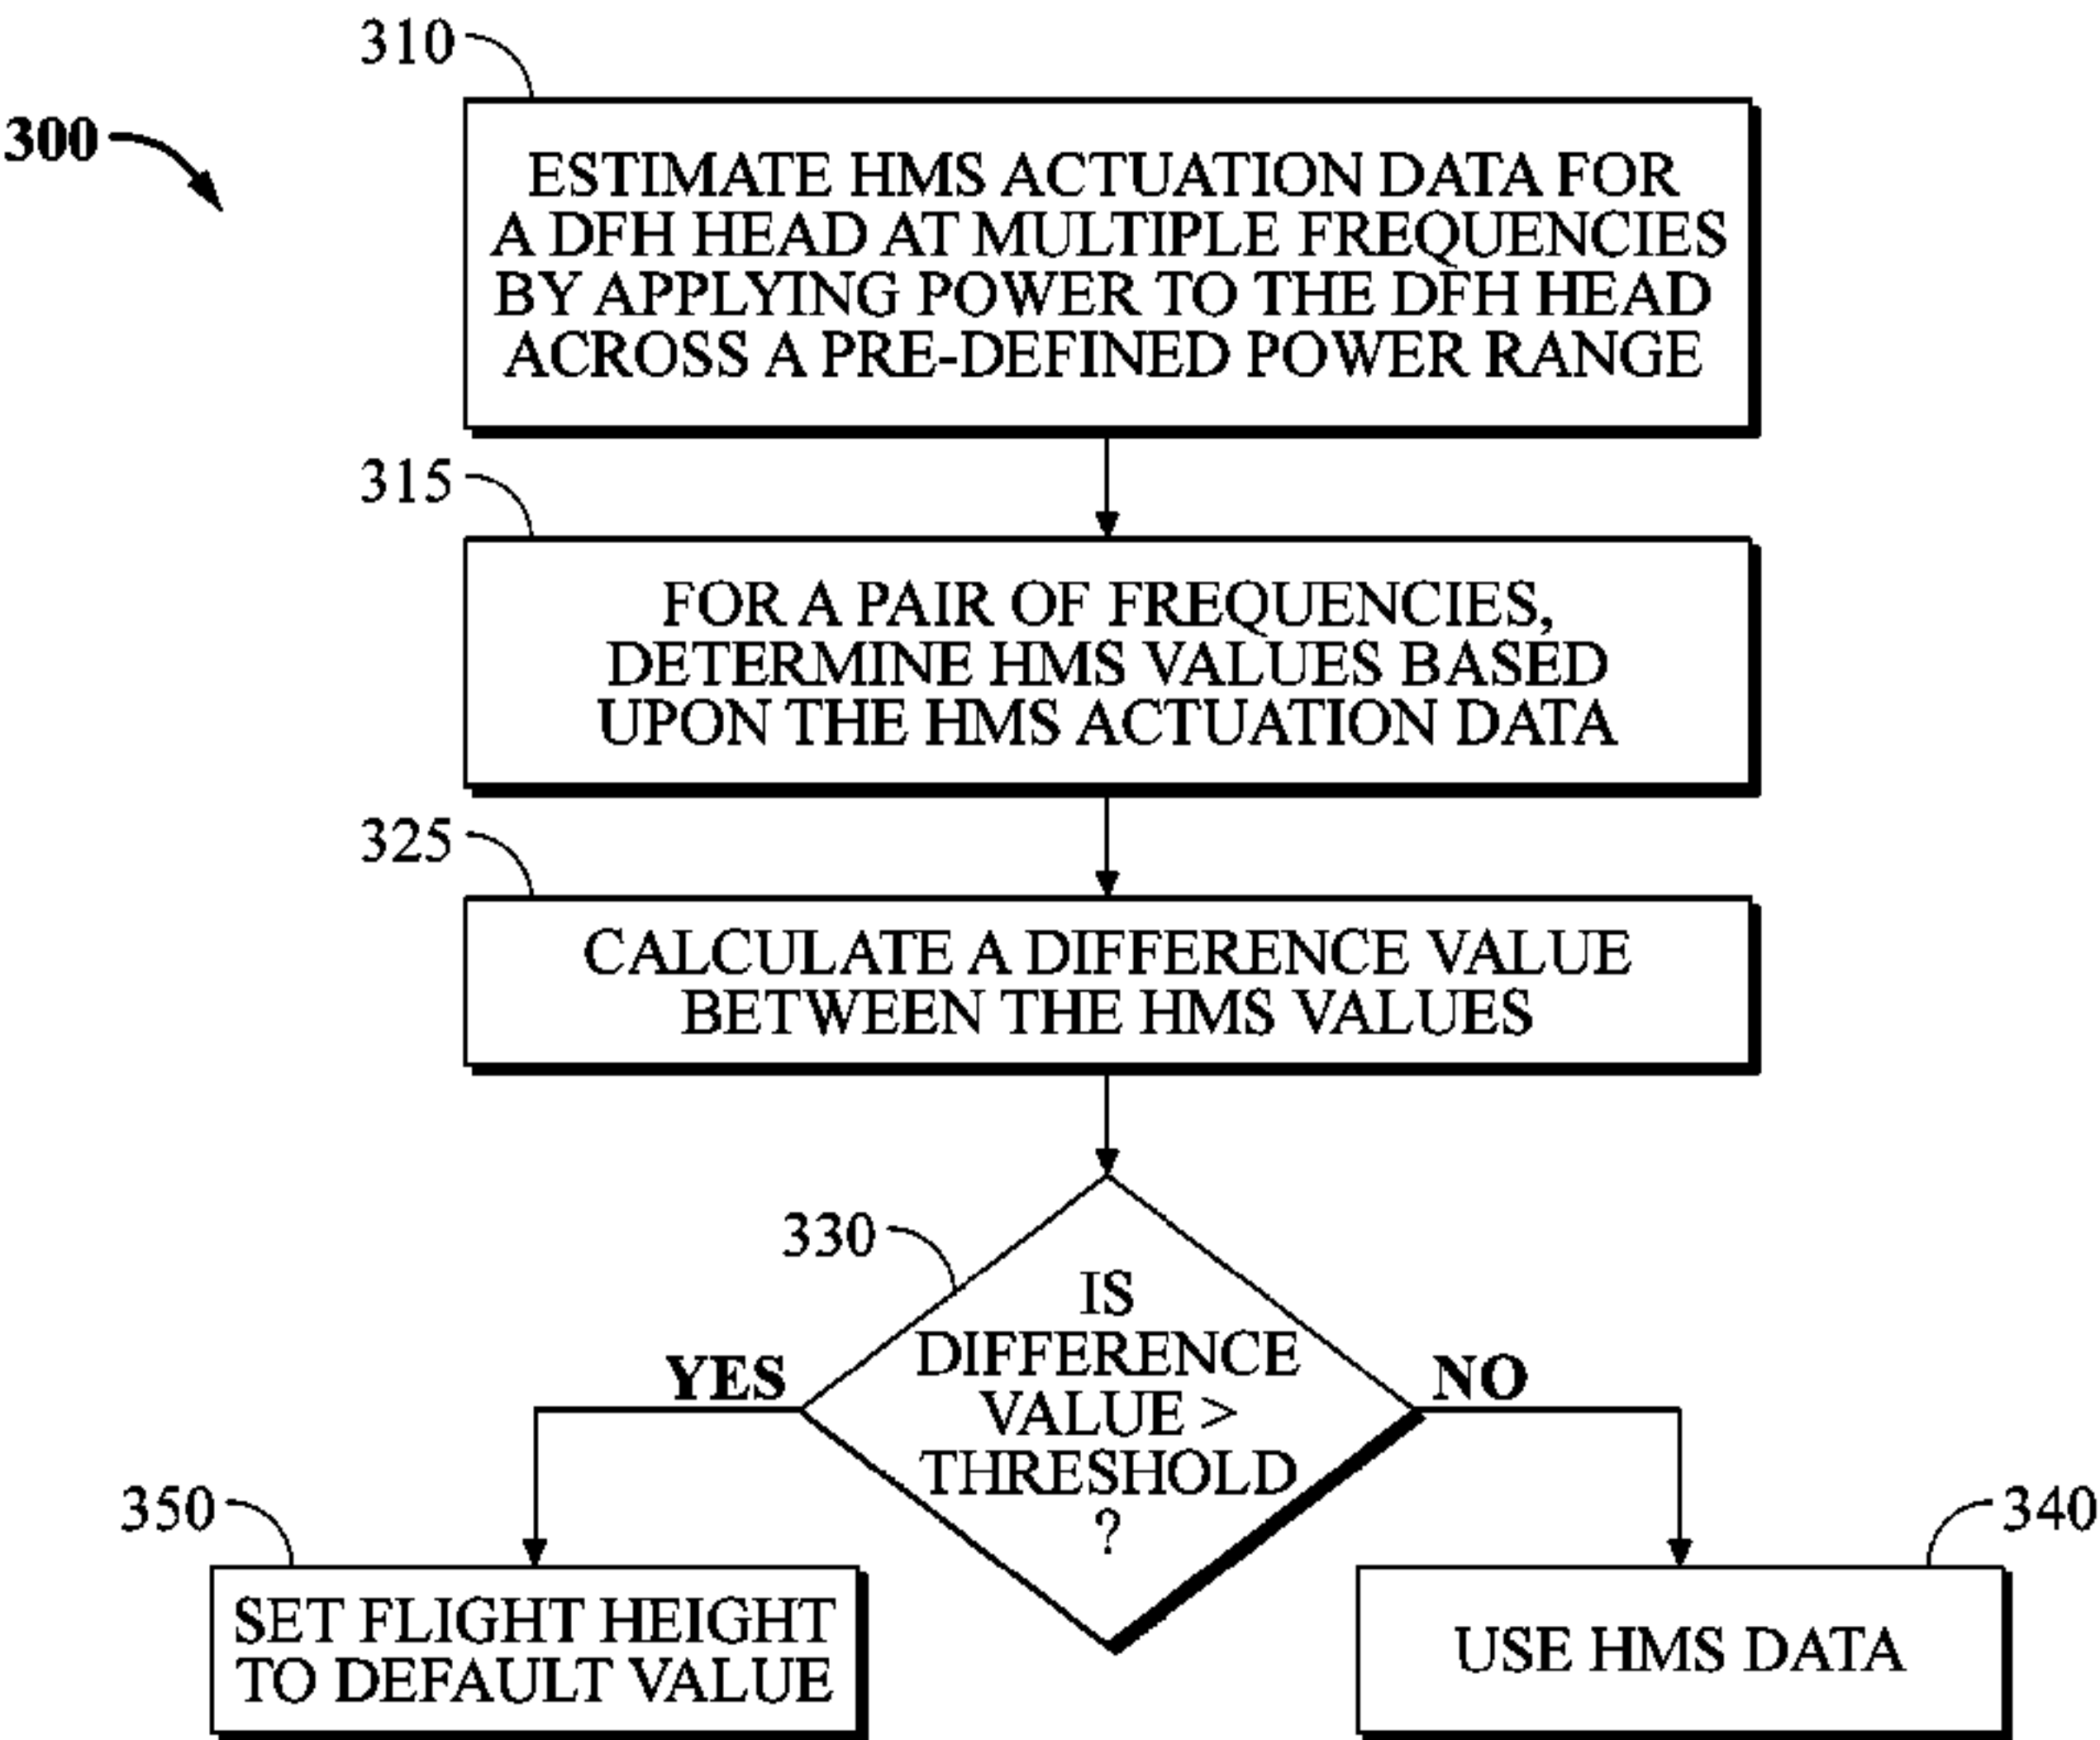 310
300
ESTIMATE HMS ACTUATION DATA FOR
A DFH HEAD AT MULTIPLE FREQUENCIES
BY APPLYING POWER TO THE DFH HEAD
ACROSS A PRE-DEFINED POWER RANGE
315
FOR A PAIR OF FREQUENCIES,
DETERMINE HMS VALUES BASED
UPON THE HMS ACTUATION DATA
325
CALCULATE A DIFFERENCE VALUE
BETWEEN THE HMS VALUES
330
IS
DIFFERENCE
VALUE >
THRESHOLD
?
YES
NO
350
SET FLIGHT HEIGHT
TO DEFAULT VALUE
340
USE HMS DATA